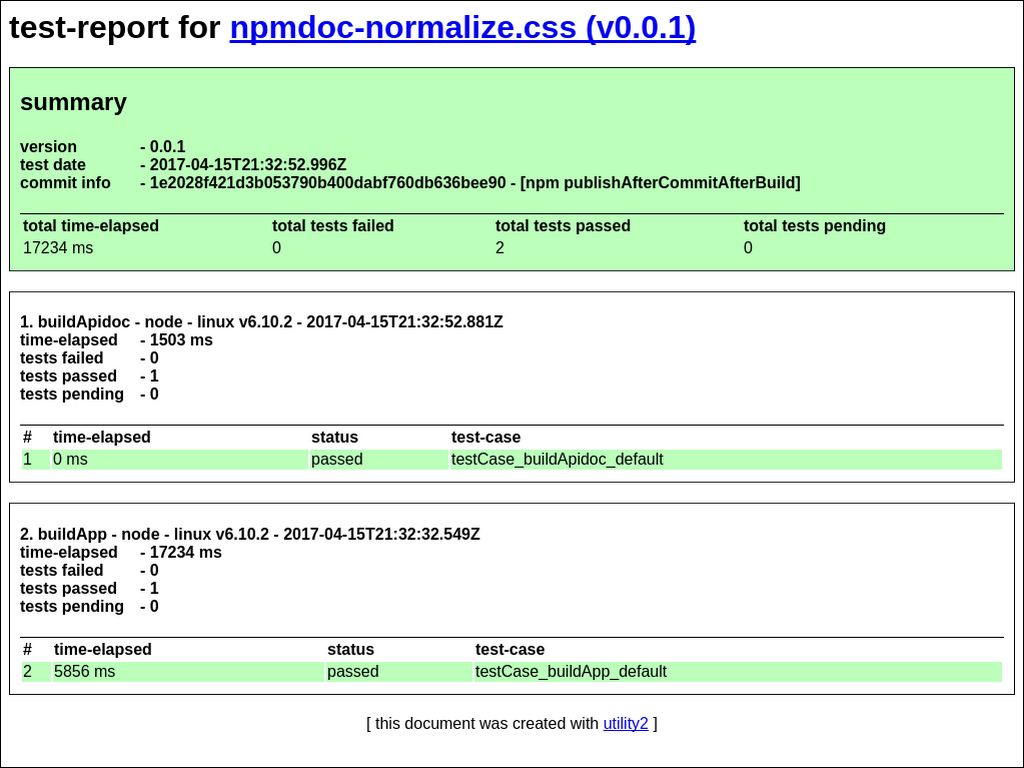 test-report for npmdoc-normalize.css (v0.0.1)
summary
version - 0.0.1
test date - 2017-04-15T21:32:52.996Z
commit info - 1e2028f421d3b053790b400dabf760db636bee90 - [npm publishAfterCommitAfterBuild]
total time-elapsed total tests failed total tests passed total tests pending
17234 ms 0 2 0
1. buildApidoc - node - linux v6.10.2 - 2017-04-15T21:32:52.881Z
time-elapsed - 1503 ms
tests failed - 0
tests passed - 1
tests pending - 0
# time-elapsed status test-case
1 0 ms passed testCase_buildApidoc_default
2. buildApp - node - linux v6.10.2 - 2017-04-15T21:32:32.549Z
time-elapsed - 17234 ms
tests failed - 0
tests passed - 1
tests pending - 0
# time-elapsed status test-case
2 5856 ms passed testCase_buildApp_default
[ this document was created with utility2 ]